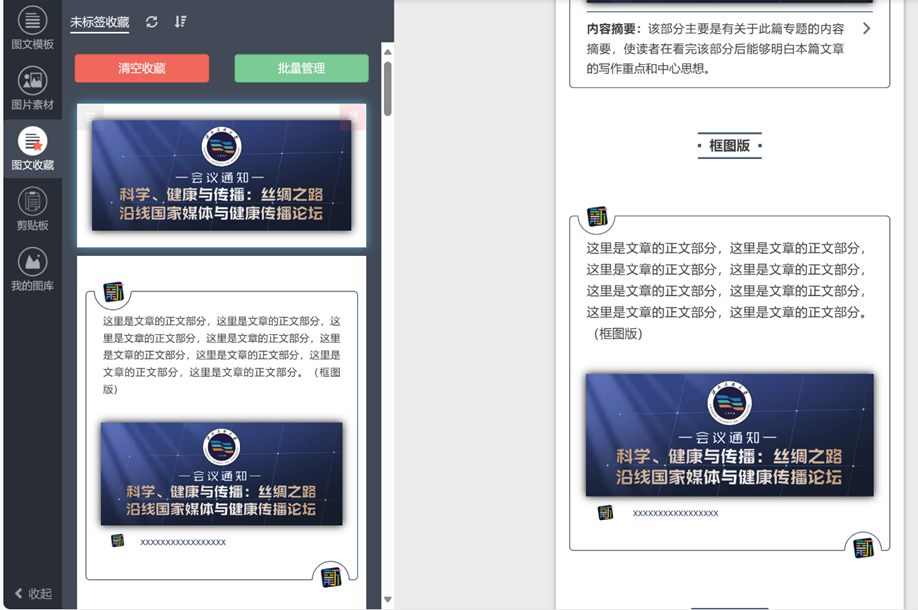 图文模板
图片素材
图文收藏
剪贴板
我的图库
收起
未标签收藏
清空收藏
批量管理
会议通知
科学、健康与传播：丝绸之路
沿线国家媒体与健康传播论坛
新
这里是文章的正文部分，这里是文章的正文部分，这
里是文章的正文部分，这里是文章的正文部分，这里
是文章的正文部分，这里是文章的正文部分，这里是
文章的正文部分，这里是文章的正文部分。（框图
版）
会议通知
科学、健康与传播：丝绸之路
沿线国家媒体与健康传播论坛
新 xxxxxxxxxxxxxxxxx
新
内容摘要：该部分主要是有关于此篇专题的内容
摘要，使读者在看完该部分后能够明白本篇文章
的写作重点和中心思想。
框图版
新
这里是文章的正文部分，这里是文章的正文部分，
这里是文章的正文部分，这里是文章的正文部分，
这里是文章的正文部分，这里是文章的正文部分，
这里是文章的正文部分，这里是文章的正文部分。
（框图版）
会议通知
科学、健康与传播：丝绸之路
沿线国家媒体与健康传播论坛
新 xxxxxxxxxxxxxxxxx
新